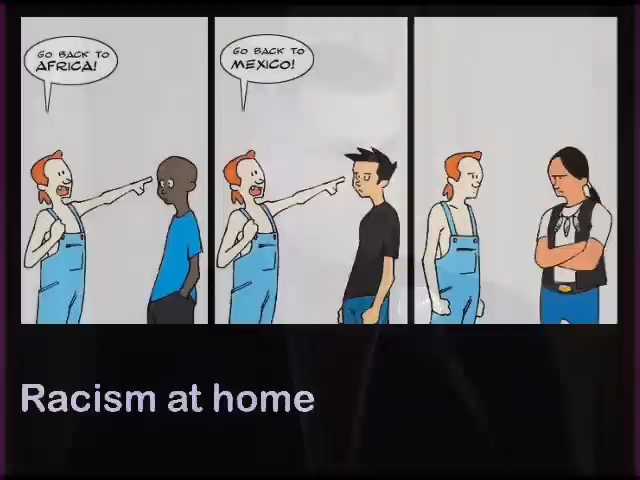 GO BACK TO
AFRICA!
GO BACK TO
MEXICO!
Racism at home